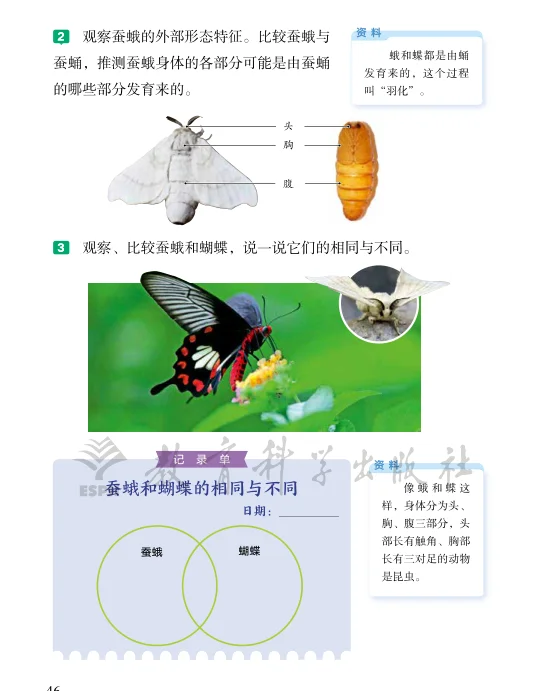 2 观察蚕蛾的外部形态特征。比较蚕蛾与
蚕蛹，推测蚕蛾身体的各部分可能是由蚕蛹
的哪些部分发育来的。
资料
蛾和蝶都是由蛹
发育来的，这个过程
叫“羽化”。
头
胸
腹
3 观察、比较蚕蛾和蝴蝶，说一说它们的相同与不同。
记录单
蚕蛾和蝴蝶的相同与不同
日期：
蚕蛾
蝴蝶
教育科学出版社
ESP
资料
像蛾和蝶这
样，身体分为头、
胸、腹三部分，头
部长有触角、胸部
长有三对足的动物
是昆虫。